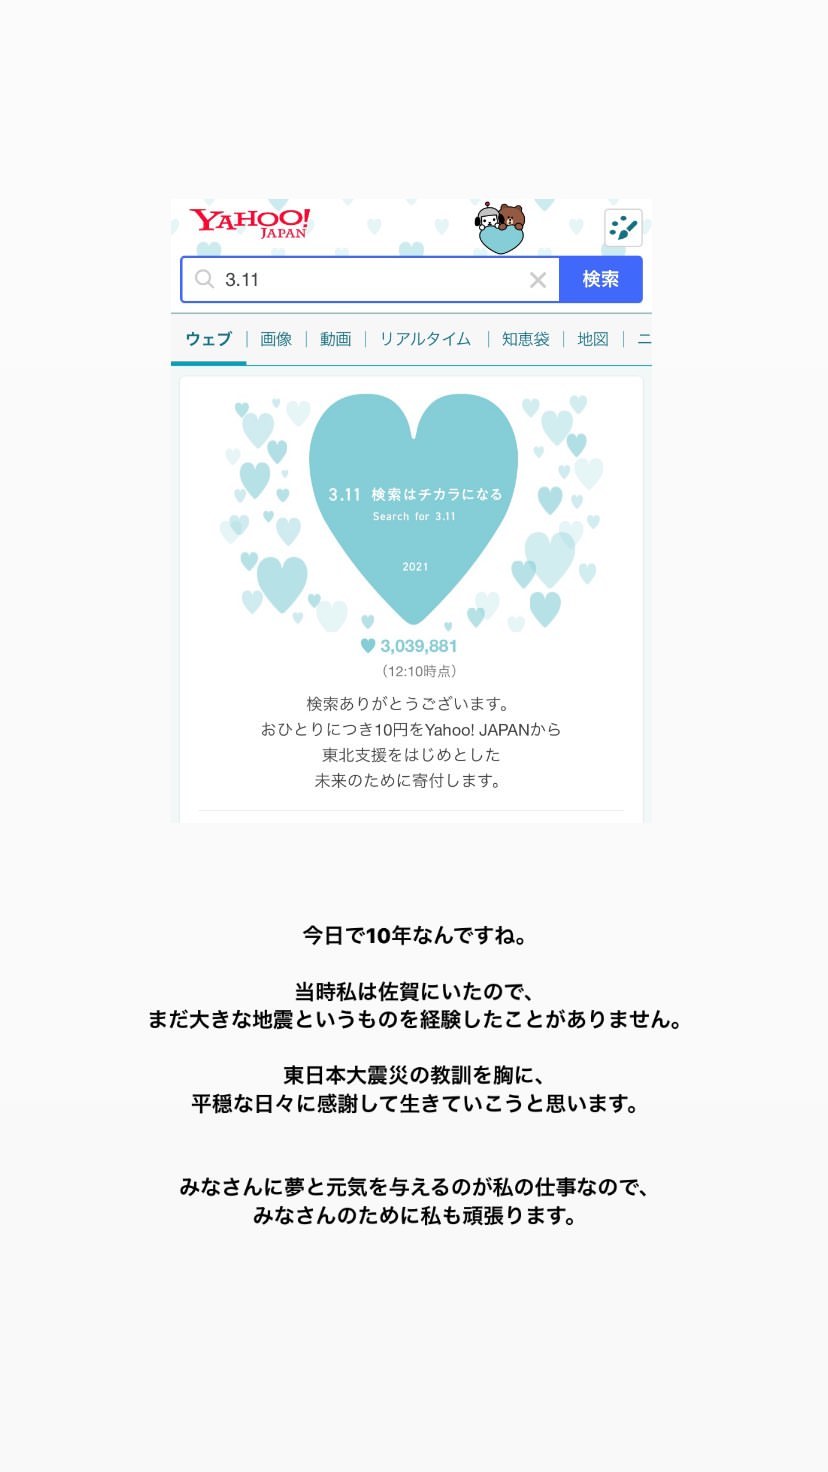 YAHOO!
JAPAN
3.11
検索
ウェブ | 画像 | 動画 | リアルタイム | 知恵袋 | 地図 | ニ
3.11 検索はチカラになる
Search for 3.11
2021
3,039,881
（12:10時点）
検索ありがとうございます。
おひとりにつき10円をYahoo! JAPANから
東北支援をはじめとした
未来のために寄付します。
今日で10年なんですね。
当時私は佐賀にいたので、
まだ大きな地震というものを経験したことがありません。
東日本大震災の教訓を胸に、
平穏な日々に感謝して生きていこうと思います。
みなさんに夢と元気を与えるのが私の仕事なので、
みなさんのために私も頑張ります。